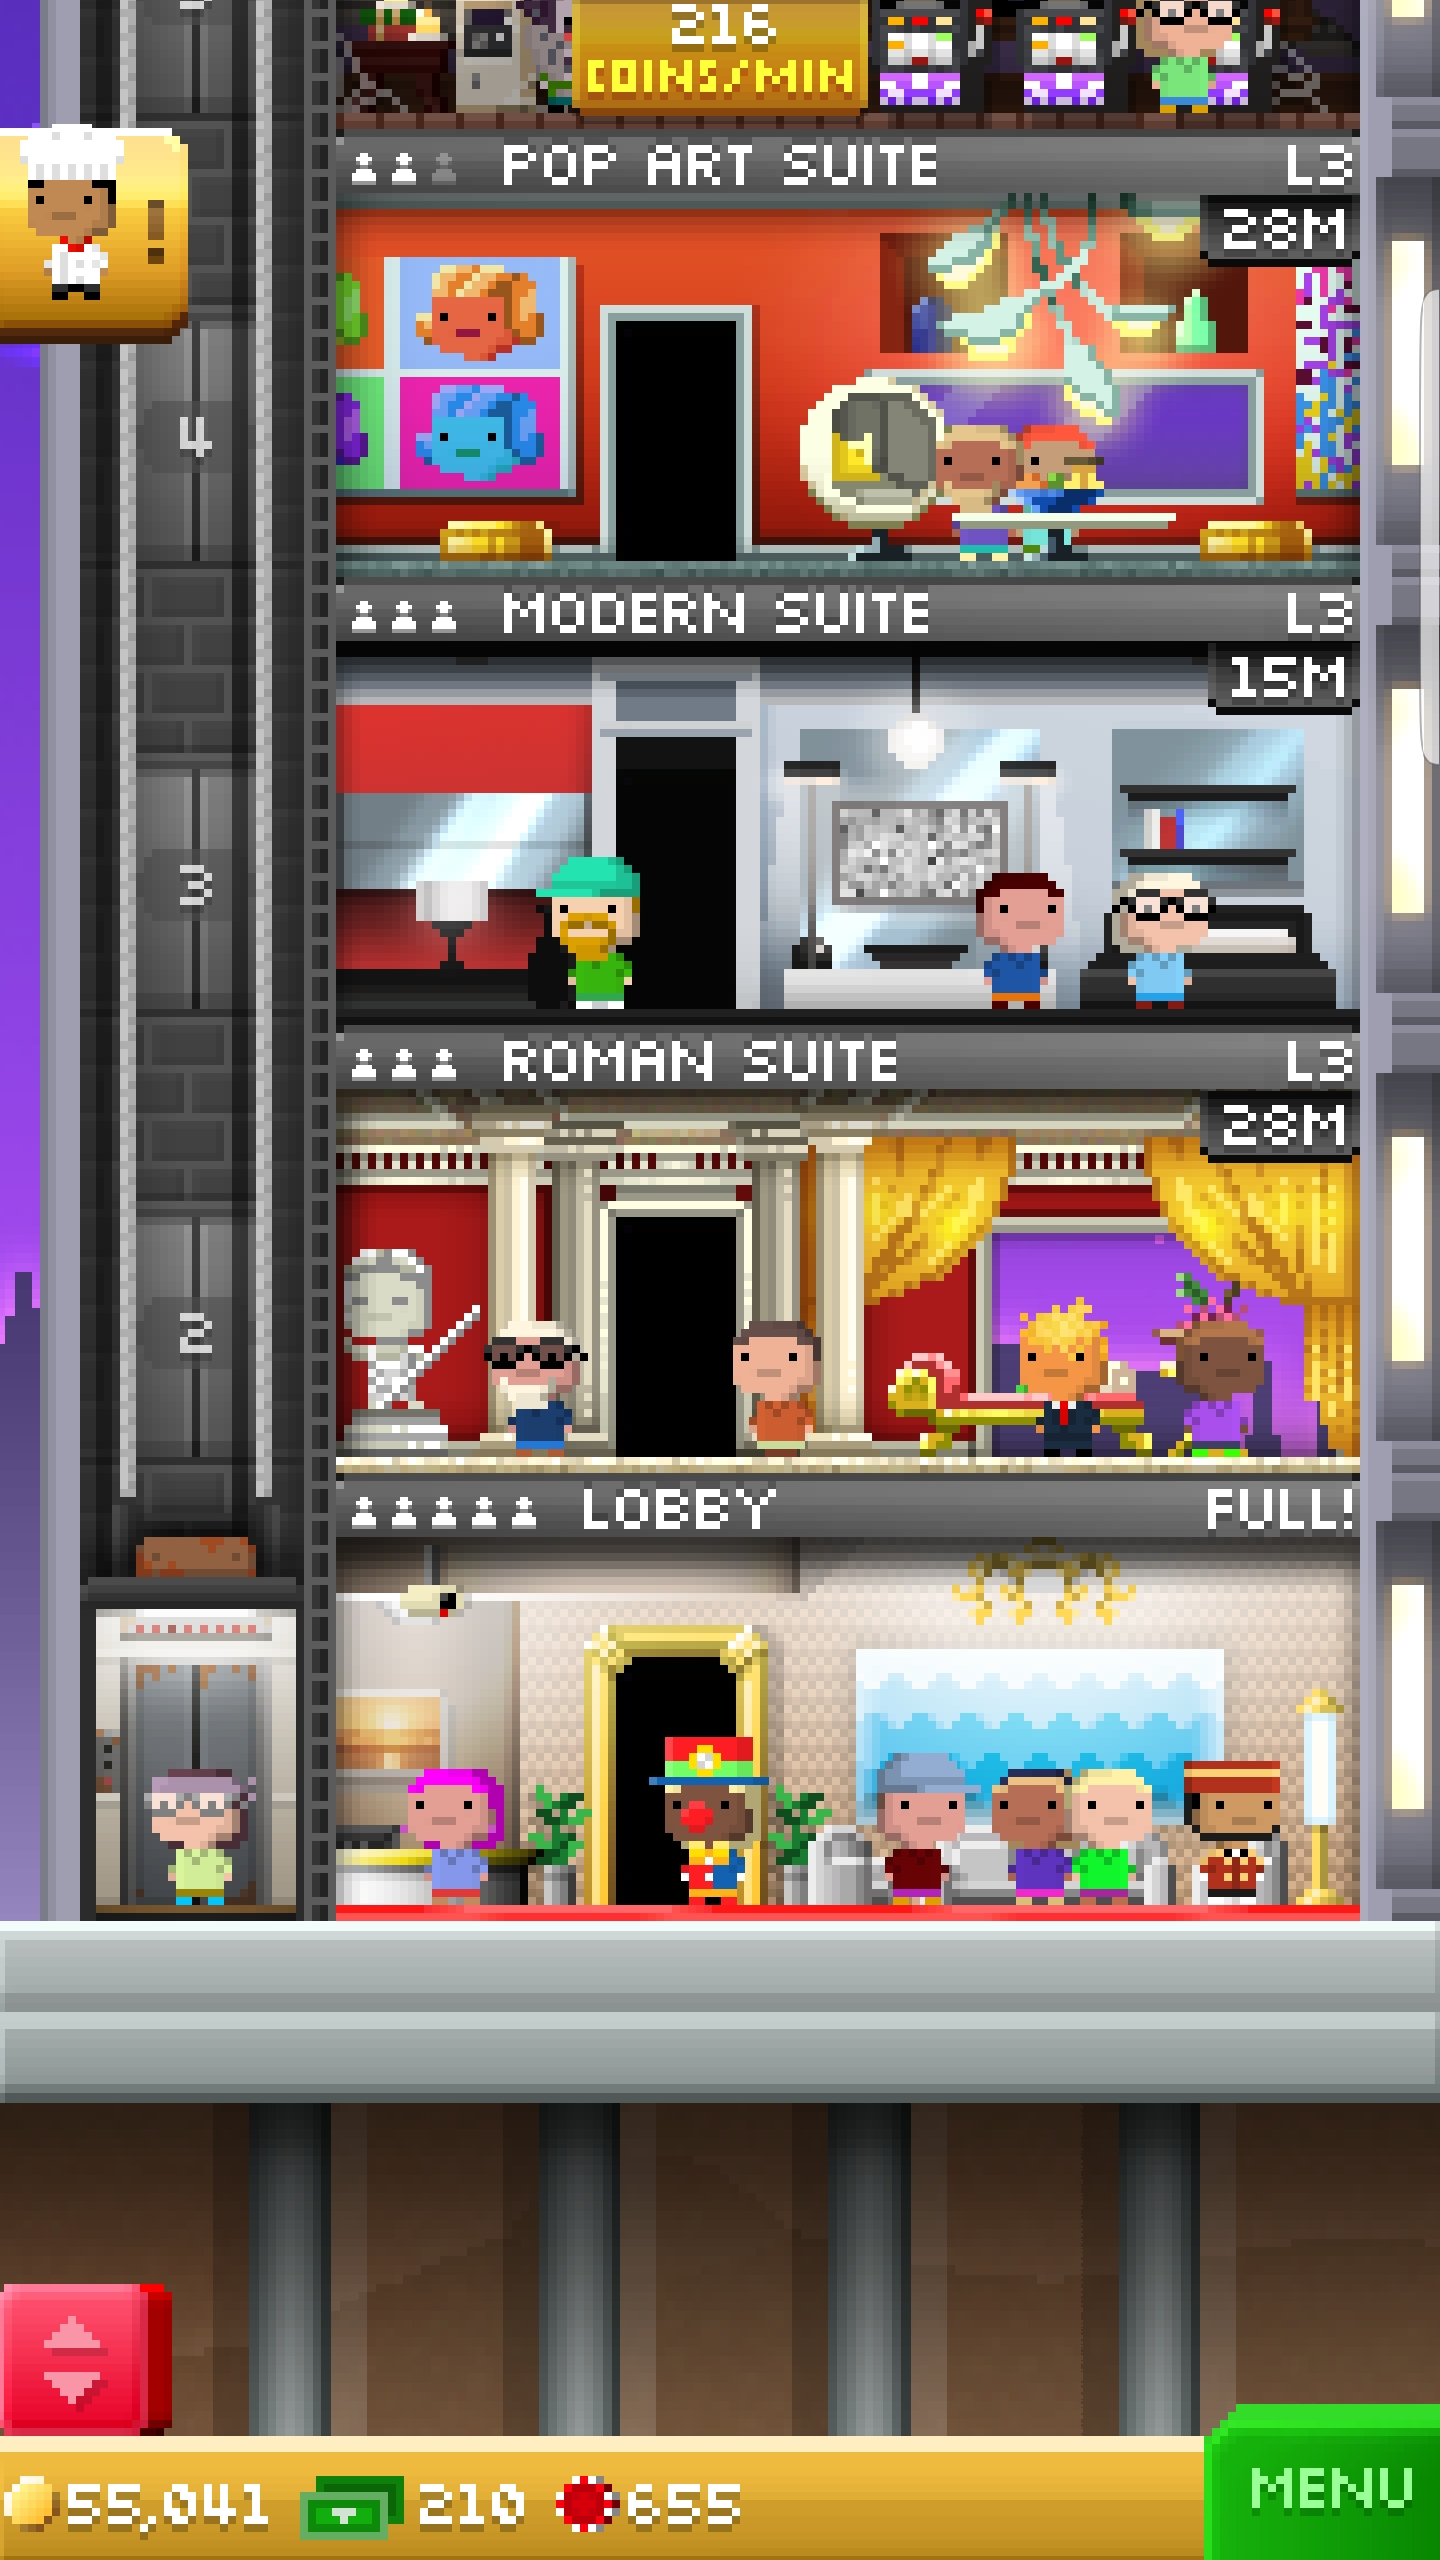 216
COINS/MIN
POP ART SUITE L3
28M
!
4
MODERN SUITE L3
15M
3
ROMAN SUITE L3
28M
2
LOBBY FULL!
55,041 210 655
MENU